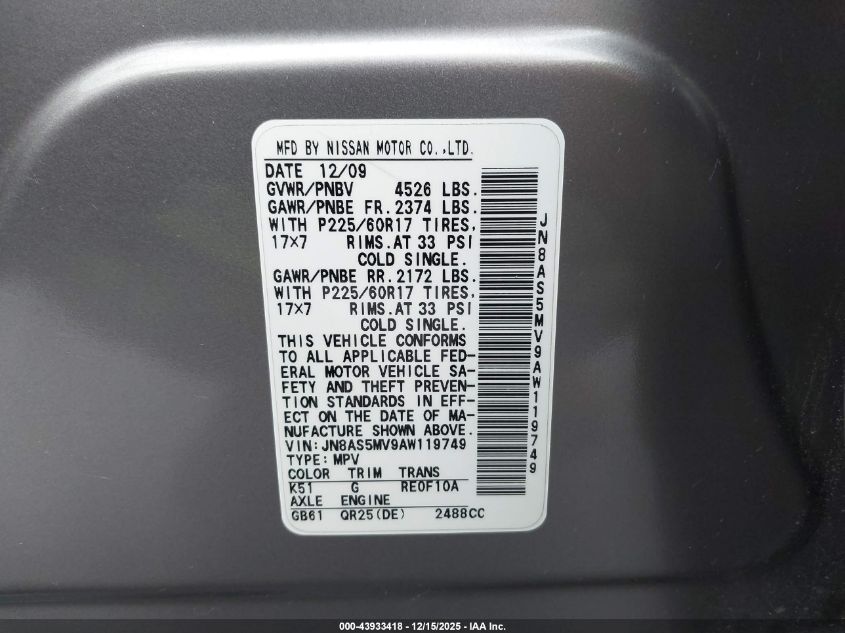 MFD BY NISSAN MOTOR CO.,LTD.
DATE 12/09
GVWR/PNBV 4526 LBS.
GAWR/PNBE FR.2374 LBS.
WITH P225/60R17 TIRES,
17×7 RIMS.AT 33 PSI
COLD SINGLE.
GAWR/PNBE RR.2172 LBS.
WITH P225/60R17 TIRES,
17×7 RIMS.AT 33 PSI
COLD SINGLE.
THIS VEHICLE CONFORMS
TO ALL APPLICABLE FED-
ERAL MOTOR VEHICLE SA-
FETY AND THEFT PREVEN-
TION STANDARDS IN EFF-
ECT ON THE DATE OF MA-
NUFACTURE SHOWN ABOVE.
VIN:JN8AS5MV9AW119749
TYPE:MPV
COLOR TRIM TRANS
K51 G RE0F10A
AXLE ENGINE
GB61 QR25(DE) 2488CC
JN8AS5MV9AW119749
000-43933418 - 12/15/2025 - IAA Inc.